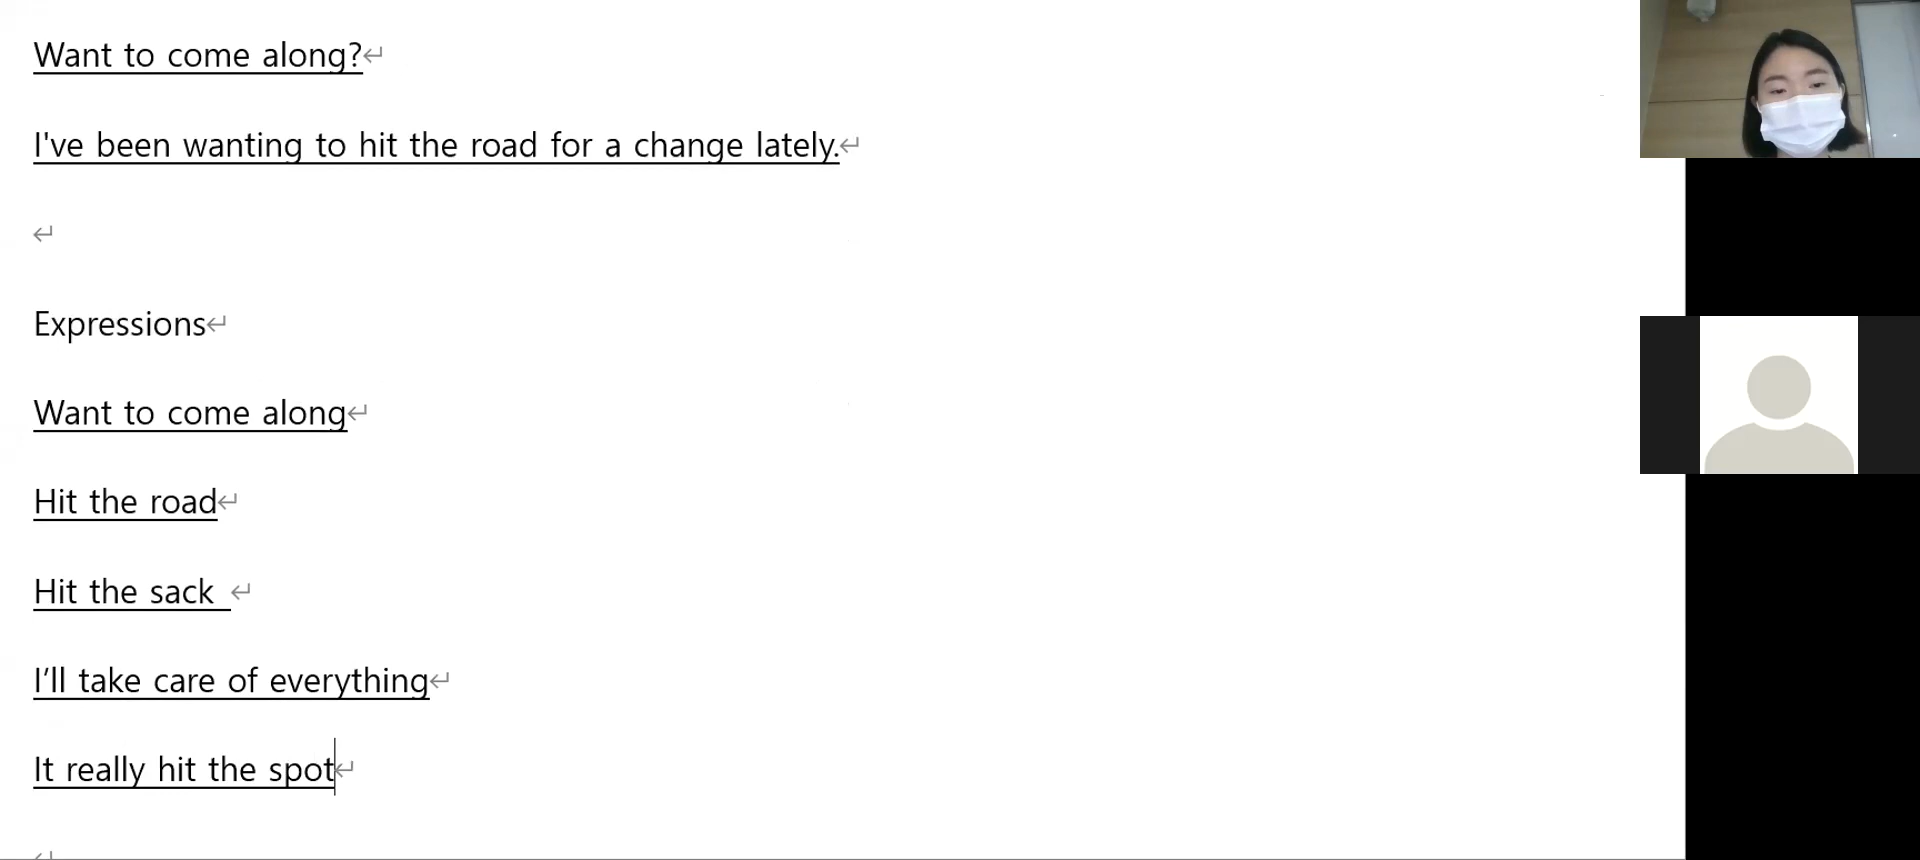 Want to come along?
I've been wanting to hit the road for a change lately.
Expressions
Want to come along
Hit the road
Hit the sack
I’ll take care of everything
It really hit the spot